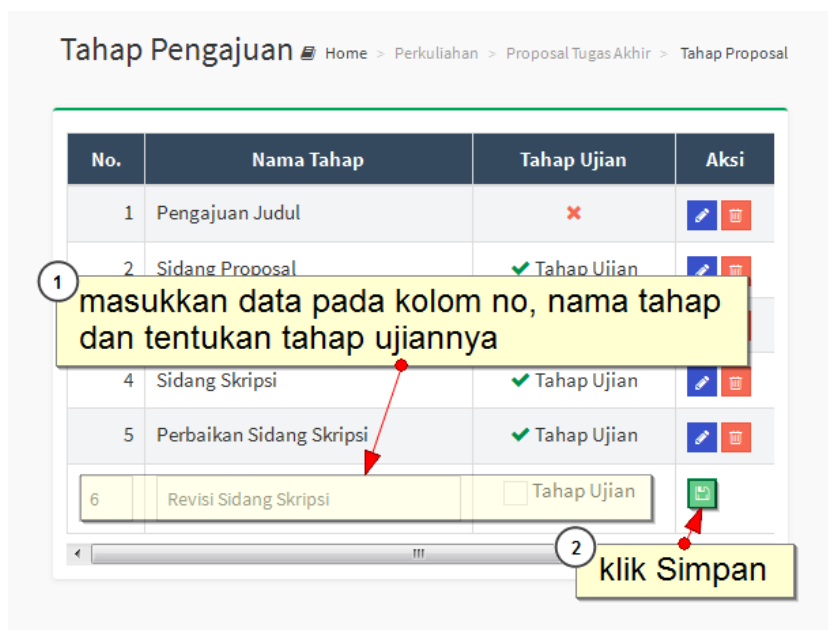 Tahap Pengajuan Home > Perkuliahan > Proposal Tugas Akhir > Tahap Proposal
No. Nama Tahap Tahap Ujian Aksi
1 Pengajuan Judul
2 Sidang Proposal Tahap Ujian
1
masukkan data pada kolom no, nama tahap
dan tentukan tahap ujiannya
4 Sidang Skripsi Tahap Ujian
5 Perbaikan Sidang Skripsi Tahap Ujian
6 Revisi Sidang Skripsi Tahap Ujian
2
klik Simpan